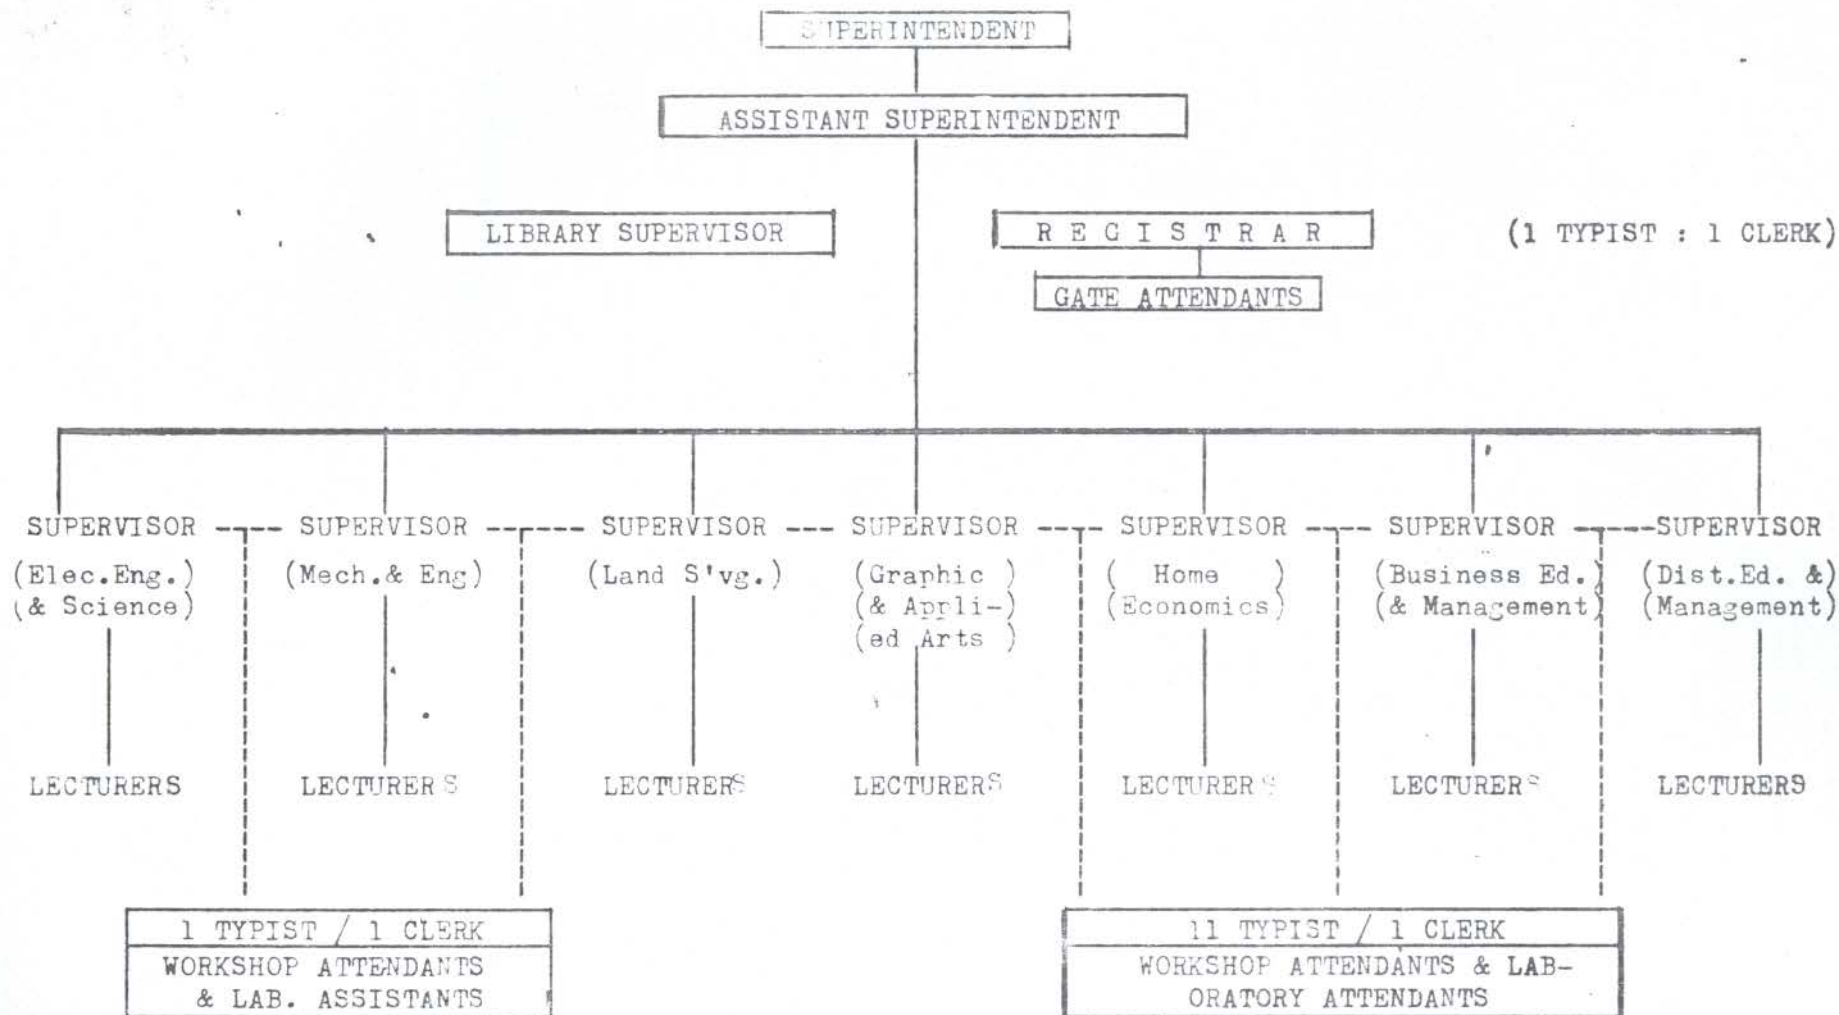 SUPERINTENDENT
ASSISTANT SUPERINTENDENT
LIBRARY SUPERVISOR
R E G I S T R A R
(1 TYPIST : 1 CLERK)
GATE ATTENDANTS
SUPERVISOR
SUPERVISOR
SUPERVISOR
SUPERVISOR
SUPERVISOR
SUPERVISOR
SUPERVISOR
(Elec.Eng.)
(& Science)
(Mech.& Eng)
(Land S'vg.)
(Graphic )
(& Appli-)
(ed Arts )
( Home )
(Economics)
(Business Ed.)
(& Management)
(Dist.Ed. &)
(Management)
LECTURERS
LECTURERS
LECTURERS
LECTURERS
LECTURERS
LECTURERS
LECTURERS
1 TYPIST / 1 CLERK
WORKSHOP ATTENDANTS
& LAB. ASSISTANTS
11 TYPIST / 1 CLERK
WORKSHOP ATTENDANTS & LAB-
ORATORY ATTENDANTS